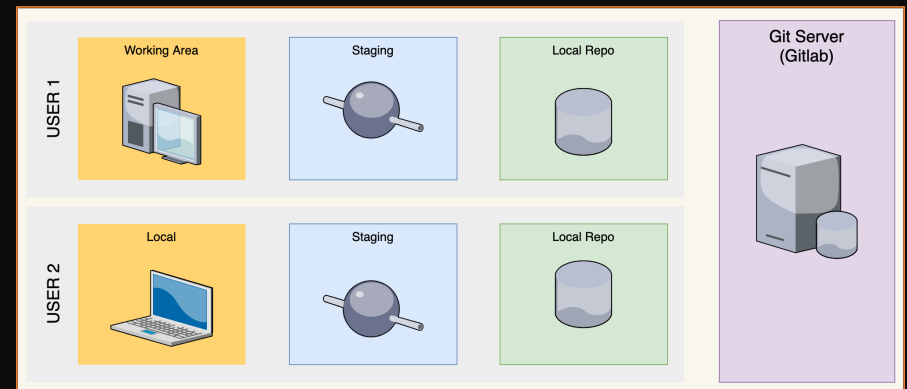 USER 1
Working Area
Staging
Local Repo
Git Server
(Gitlab)
USER 2
Local
Staging
Local Repo